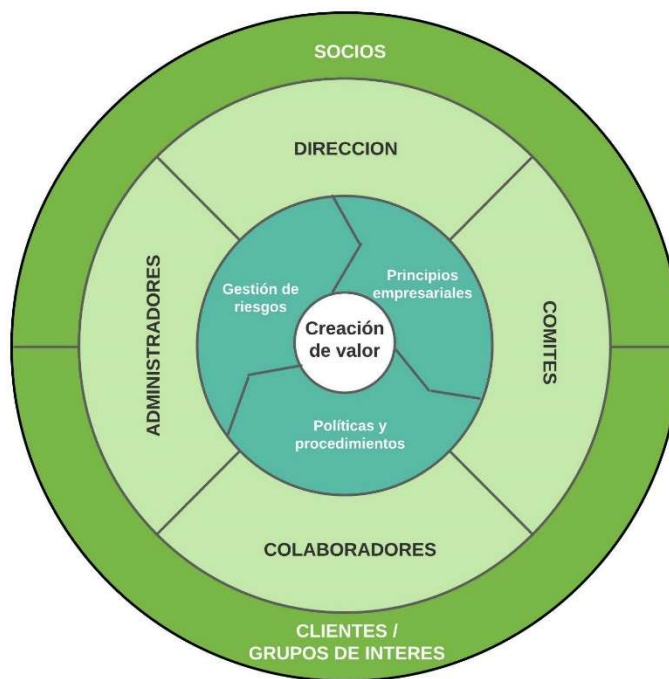 SOCIOS
DIRECCION
ADMINISTRADORES
Gestión de
riesgos
Principios
empresariales
Creación
de valor
COMITES
Políticas y
procedimientos
COLABORADORES
CLIENTES /
GRUPOS DE INTERES